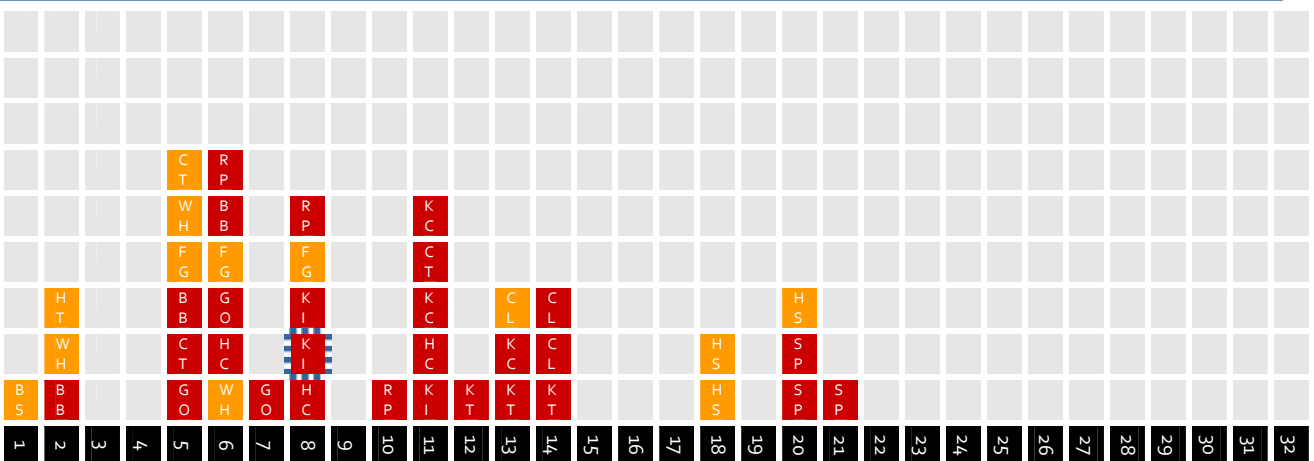 CT RP
WH BB RP KC
FG FG FG CT
HT BB GO KI KC CL CL HS
WH CT HC KI HC KC CL HS SP
BS BB GO WH GO HC RP KI KT KT KT HS SP SP
1 2 3 4 5 6 7 8 9 10 11 12 13 14 15 16 17 18 19 20 21 22 23 24 25 26 27 28 29 30 31 32